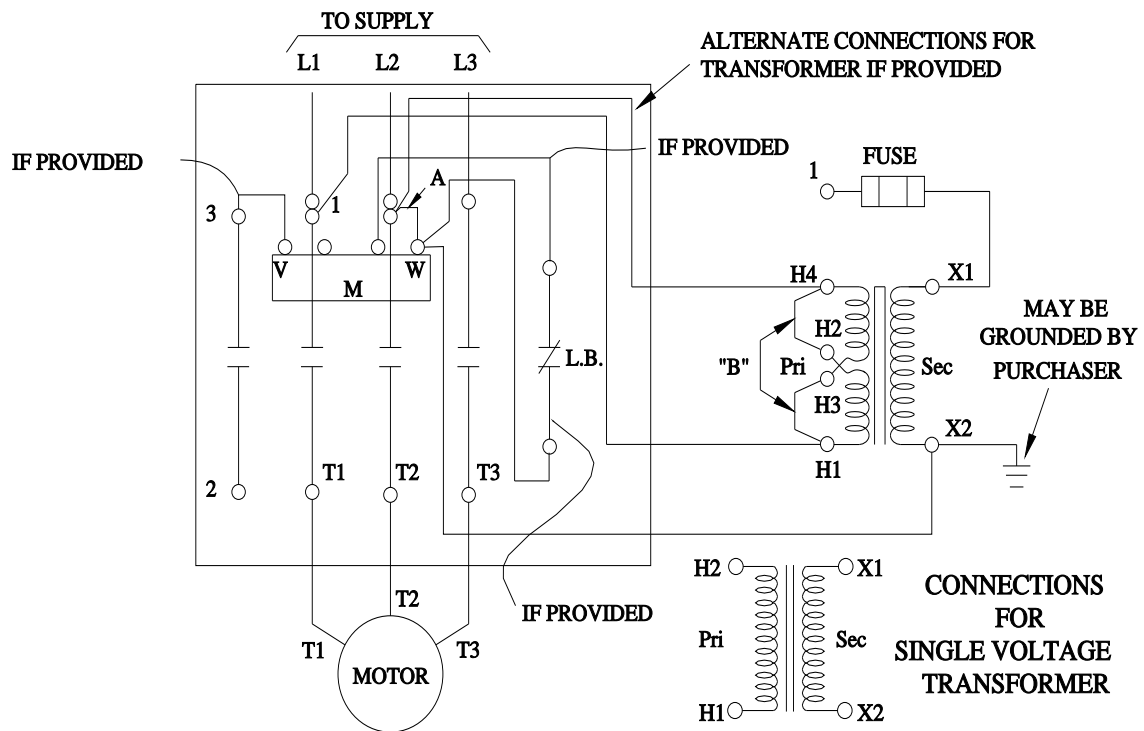 TO SUPPLY
L1 L2 L3
ALTERNATE CONNECTIONS FOR
TRANSFORMER IF PROVIDED
IF PROVIDED
IF PROVIDED
A
1
FUSE
3
1
V
W
M
H4
X1
H2
"B"
Pri
Sec
H3
MAY BE
GROUNDED BY
PURCHASER
L.B.
X2
H1
2
T1
T2
T3
IF PROVIDED
T2
T1
T3
MOTOR
H2
X1
Pri
Sec
H1
X2
CONNECTIONS
FOR
SINGLE VOLTAGE
TRANSFORMER